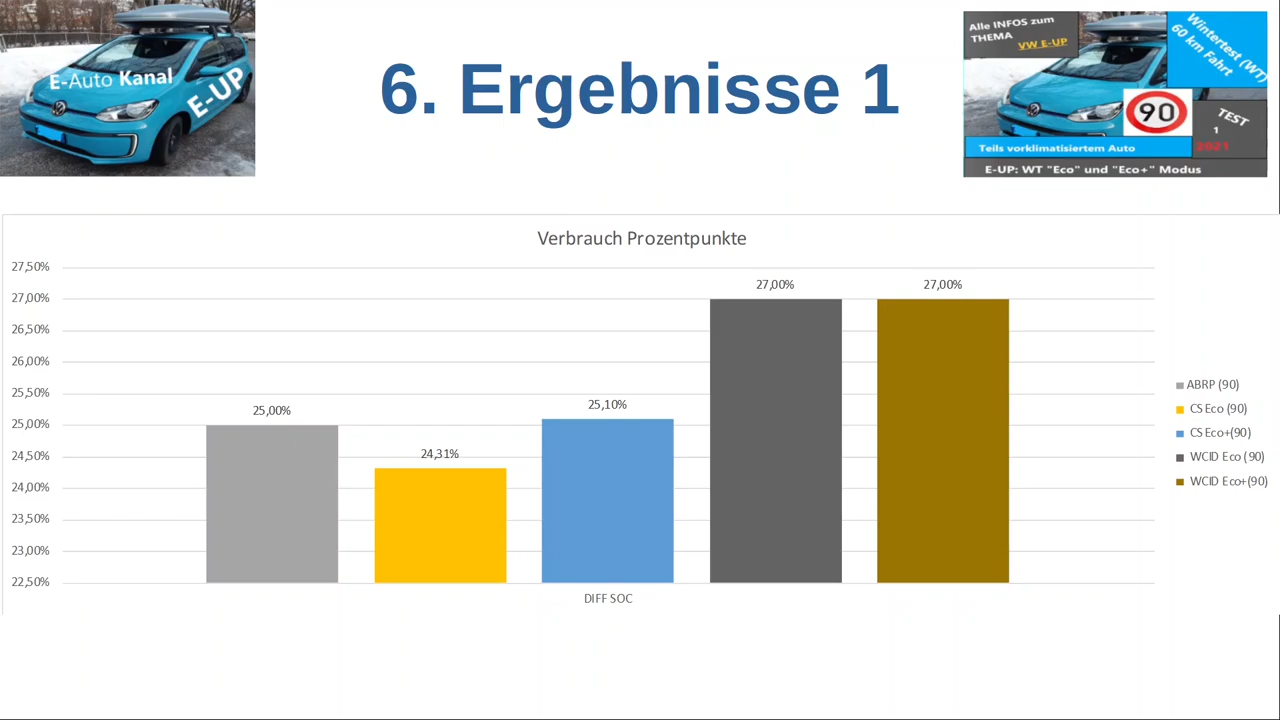 E-Auto Kanal
E-UP
6. Ergebnisse 1
Alle INFOS zum
THEMA
VW E-UP
Wintertest (WT)
60 km Fahrt
90
TEST
1
2021
Teils vorklimatisiertem Auto
E-UP: WT "Eco" und "Eco+" Modus
Verbrauch Prozentpunkte
27,50%
27,00%
26,50%
26,00%
25,50%
25,00%
24,50%
24,00%
23,50%
23,00%
22,50%
25,00%
24,31%
25,10%
27,00%
27,00%
DIFF SOC
ABRP (90)
CS Eco (90)
CS Eco+(90)
WCID Eco (90)
WCID Eco+(90)